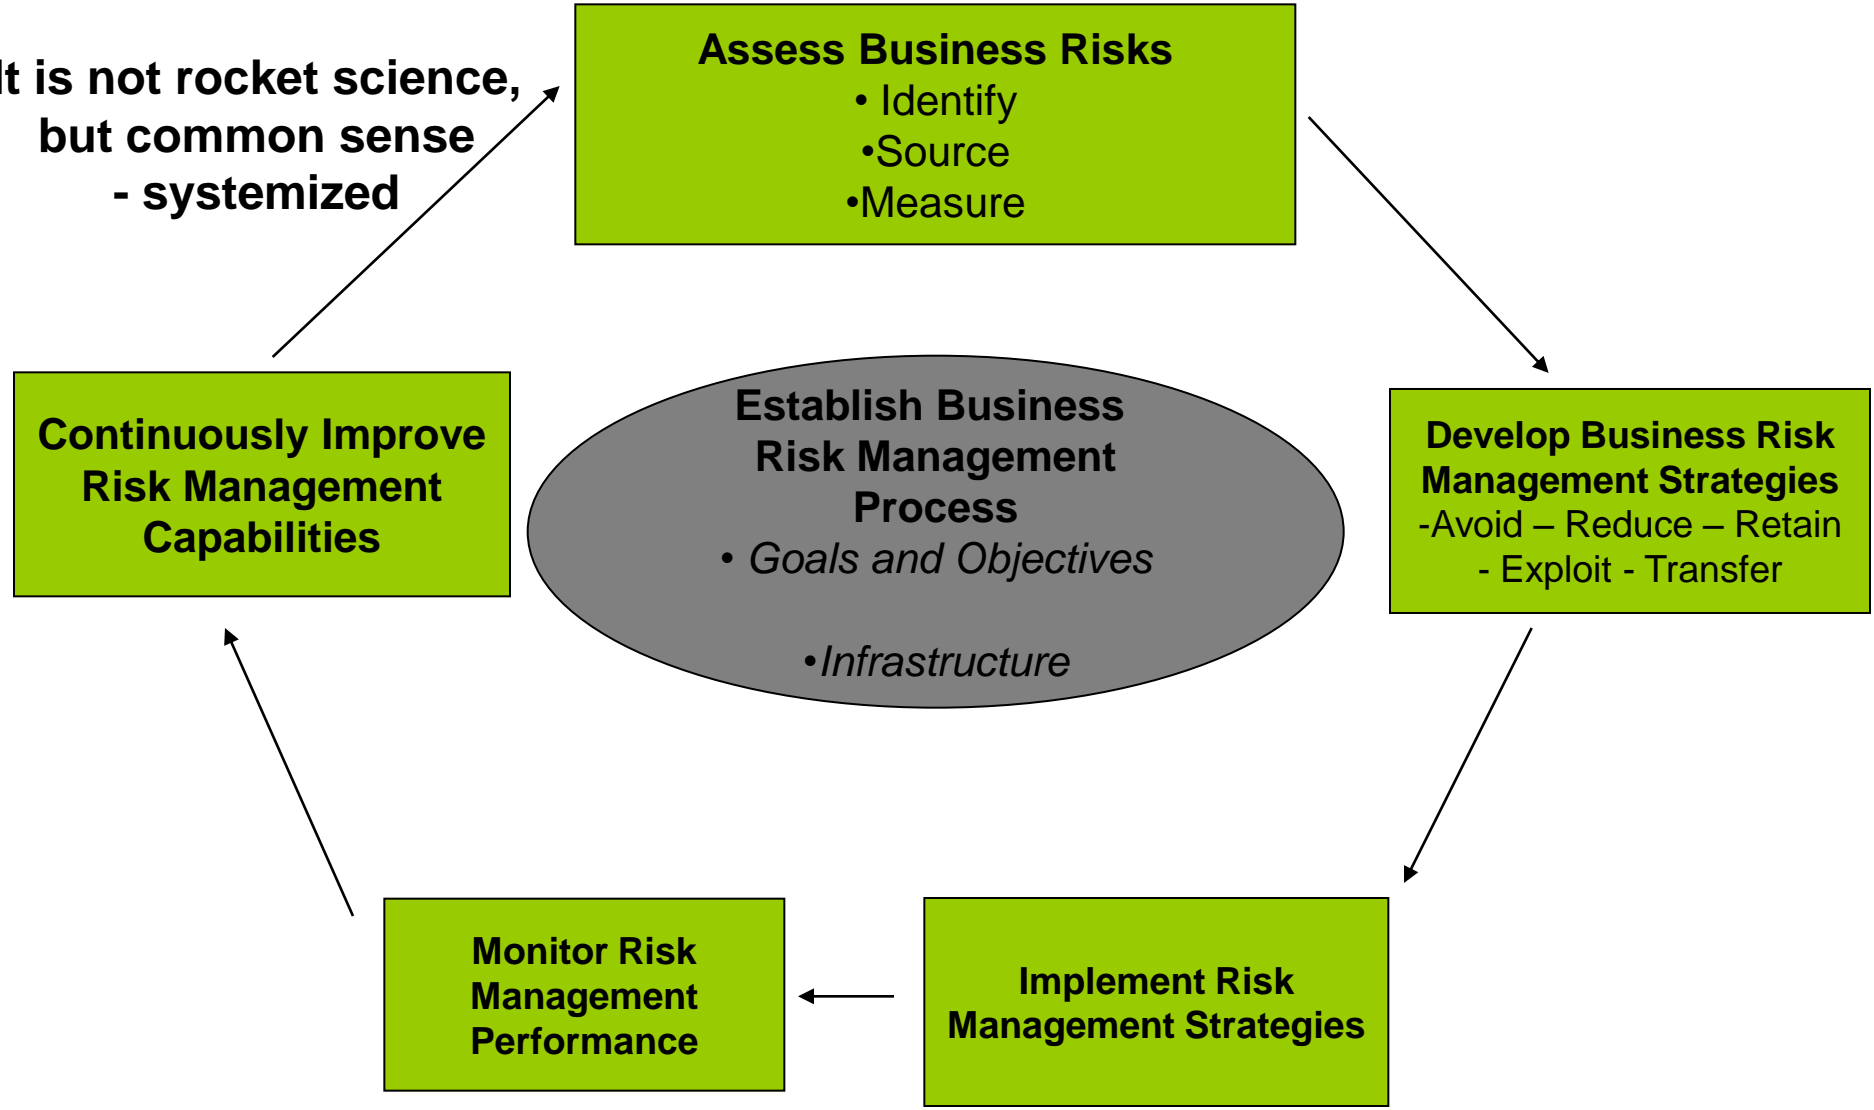 It is not rocket science,
but common sense
- systemized
Assess Business Risks
• Identify
•Source
•Measure
Continuously Improve
Risk Management
Capabilities
Establish Business
Risk Management
Process
• Goals and Objectives
•Infrastructure
Develop Business Risk
Management Strategies
-Avoid – Reduce – Retain
- Exploit - Transfer
Monitor Risk
Management
Performance
Implement Risk
Management Strategies